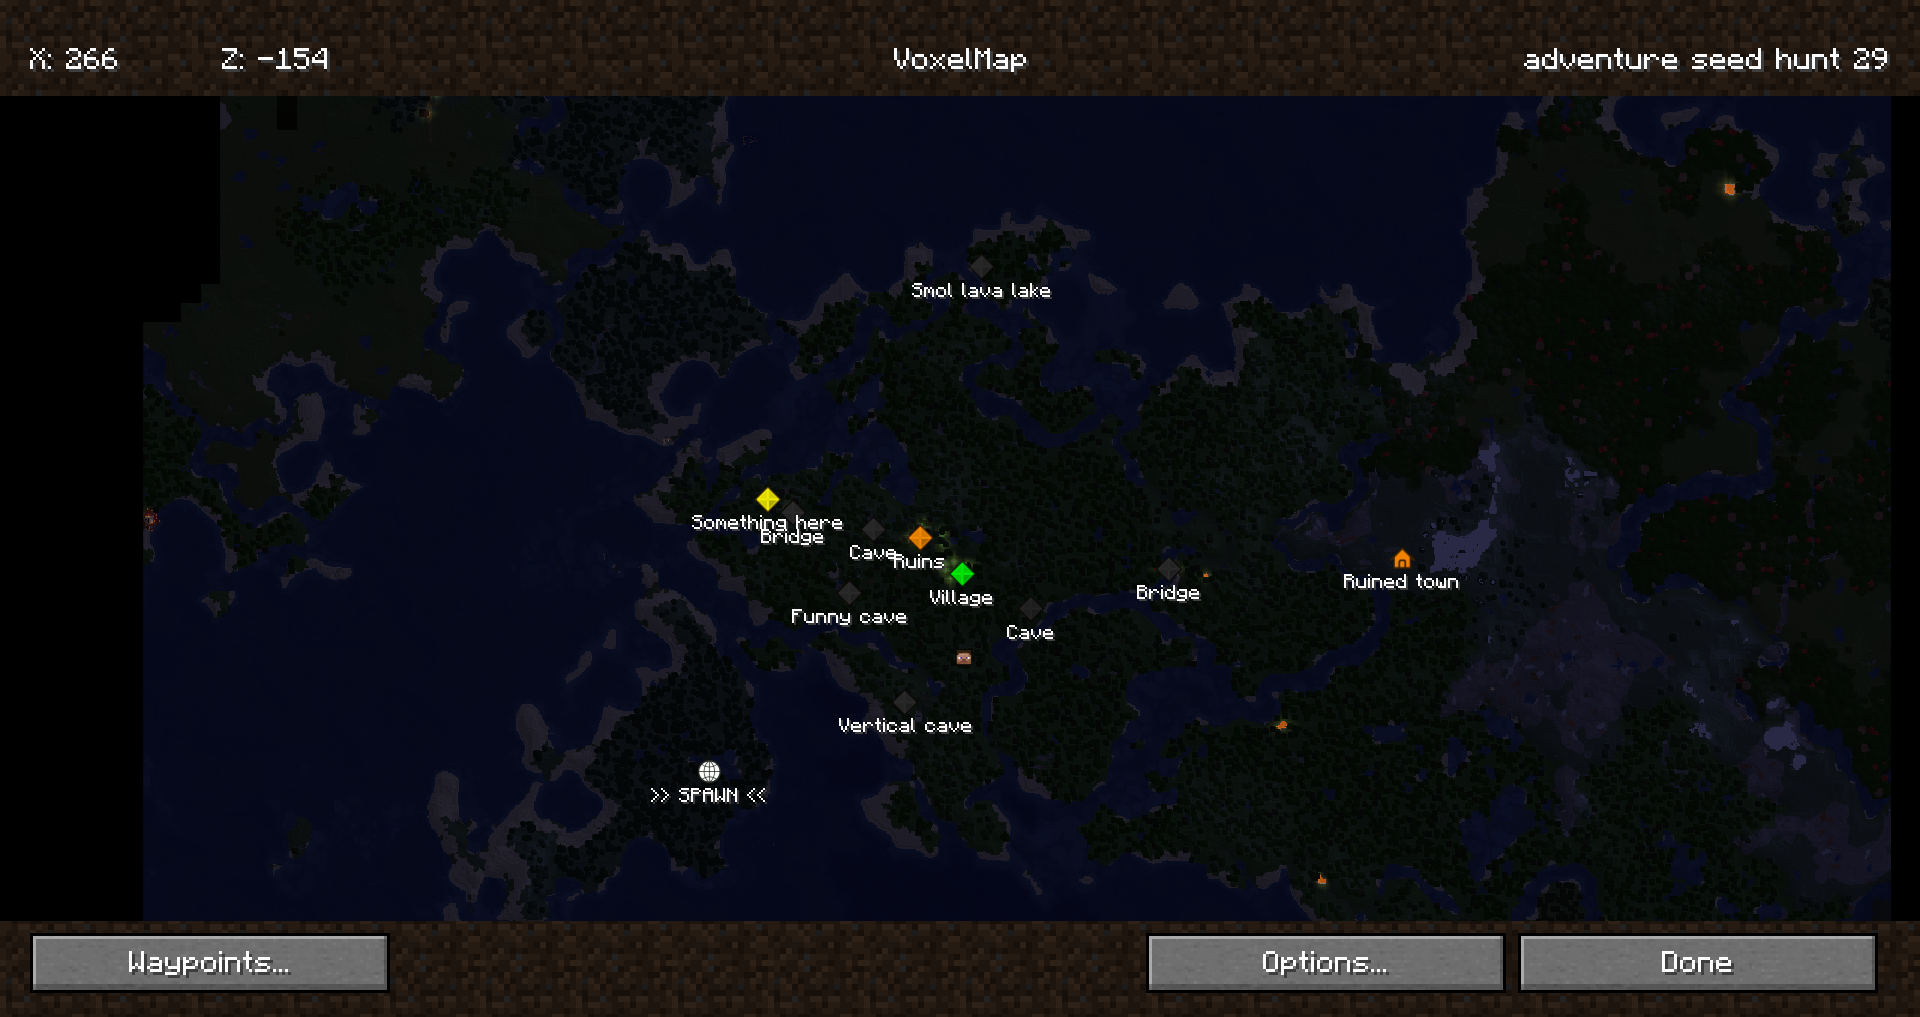 X: 266 Z: -154 VoxelMap adventure seed hunt 29
Smol lava lake
Something here
Bridge
Cave
Ruins
Ruined town
Bridge
Village
Funny cave
Cave
Vertical cave
>> SPAWN <<
Waypoints... Options... Done